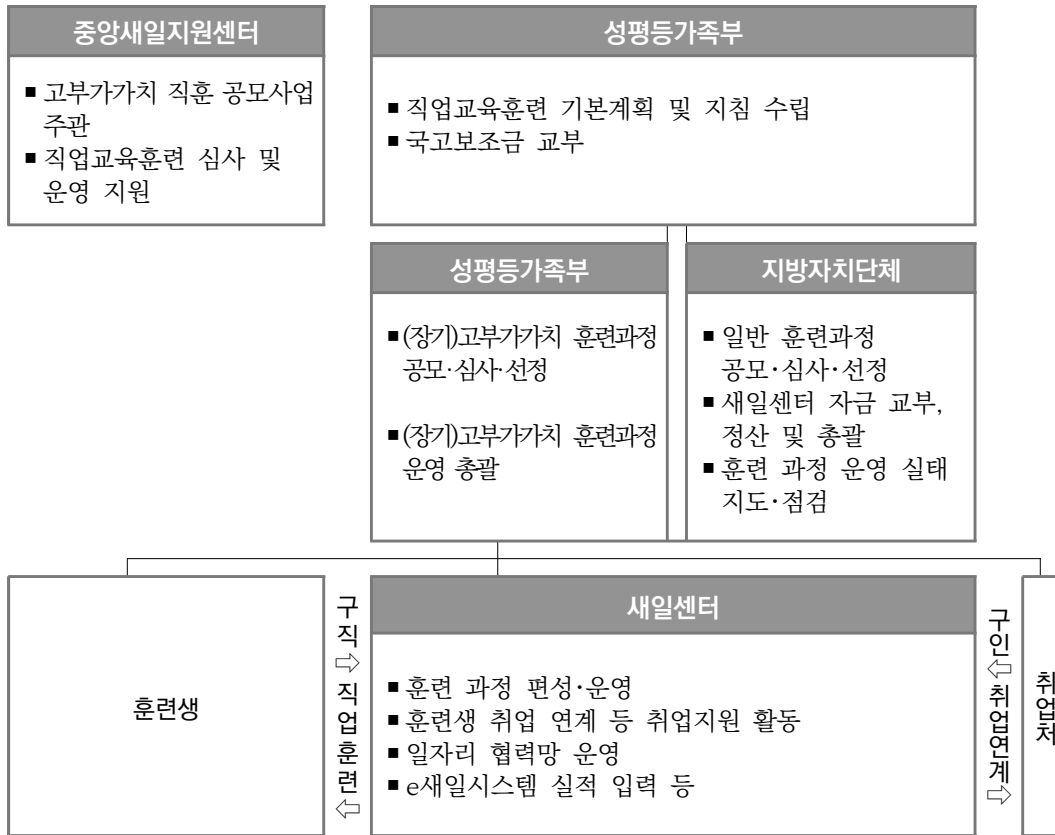 중앙새일지원센터
■ 고부가가치 직훈 공모사업
주관
■ 직업교육훈련 심사 및
운영 지원
성평등가족부
■ 직업교육훈련 기본계획 및 지침 수립
■ 국고보조금 교부
성평등가족부
■ (장기)고부가가치 훈련과정
공모·심사·선정
■ (장기)고부가가치 훈련과정
운영 총괄
지방자치단체
■ 일반 훈련과정
공모·심사·선정
■ 새일센터 자금 교부,
정산 및 총괄
■ 훈련 과정 운영 실태
지도·점검
훈련생
구직
⇨
직업훈련
⇦
새일센터
■ 훈련 과정 편성·운영
■ 훈련생 취업 연계 등 취업지원 활동
■ 일자리 협력망 운영
■ e새일시스템 실적 입력 등
구인
⇦
취업연계
⇨
취업처